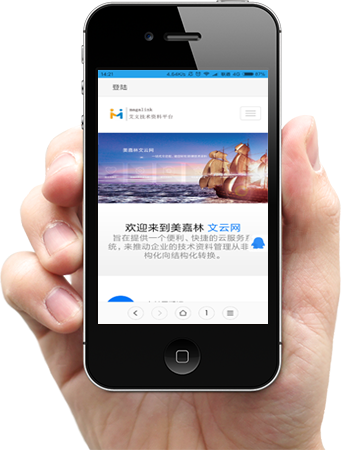 14:21 4.64K/s 4G 87%
登陆
magalink
文云技术资料平台
美嘉林文云网
欢迎来到美嘉林 文云网
旨在提供一个便利、快捷的云服务系
统,来推动企业的技术资料管理从非
构化向结构化转换。
1